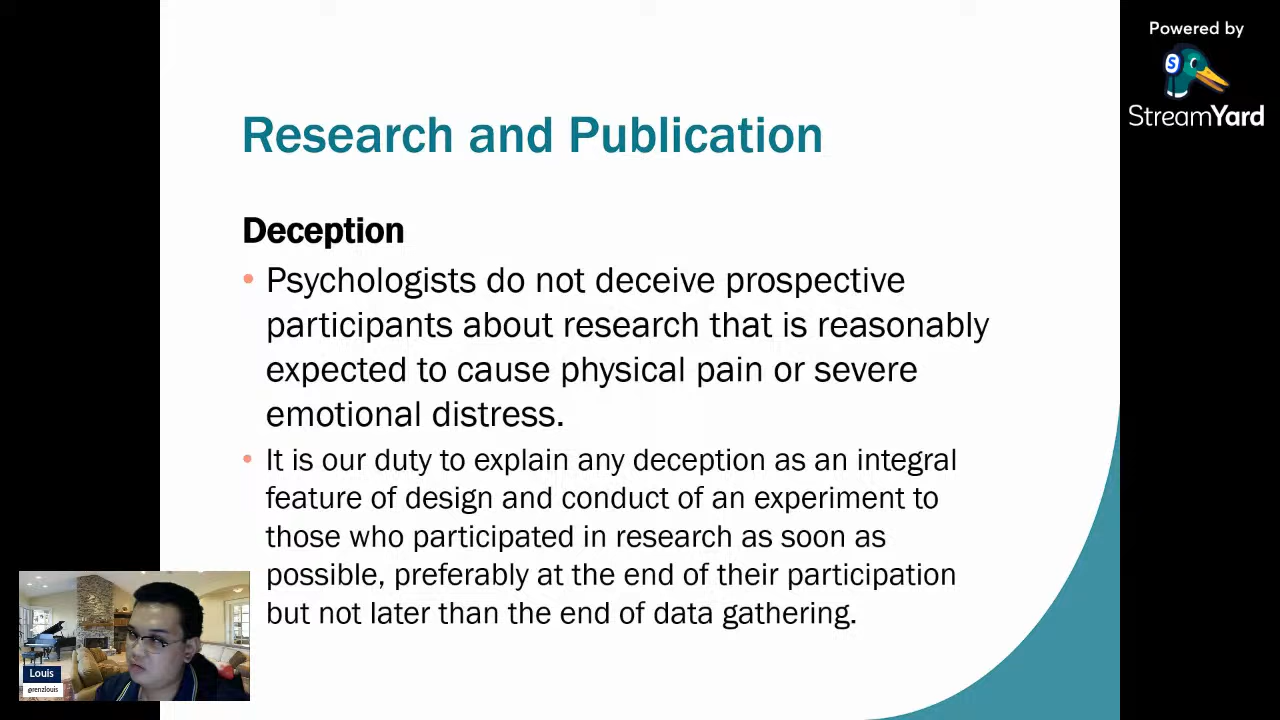 Powered by
StreamYard
Research and Publication
Deception
• Psychologists do not deceive prospective
participants about research that is reasonably
expected to cause physical pain or severe
emotional distress.
• It is our duty to explain any deception as an integral
feature of design and conduct of an experiment to
those who participated in research as soon as
possible, preferably at the end of their participation
but not later than the end of data gathering.
Louis
@renzlouis